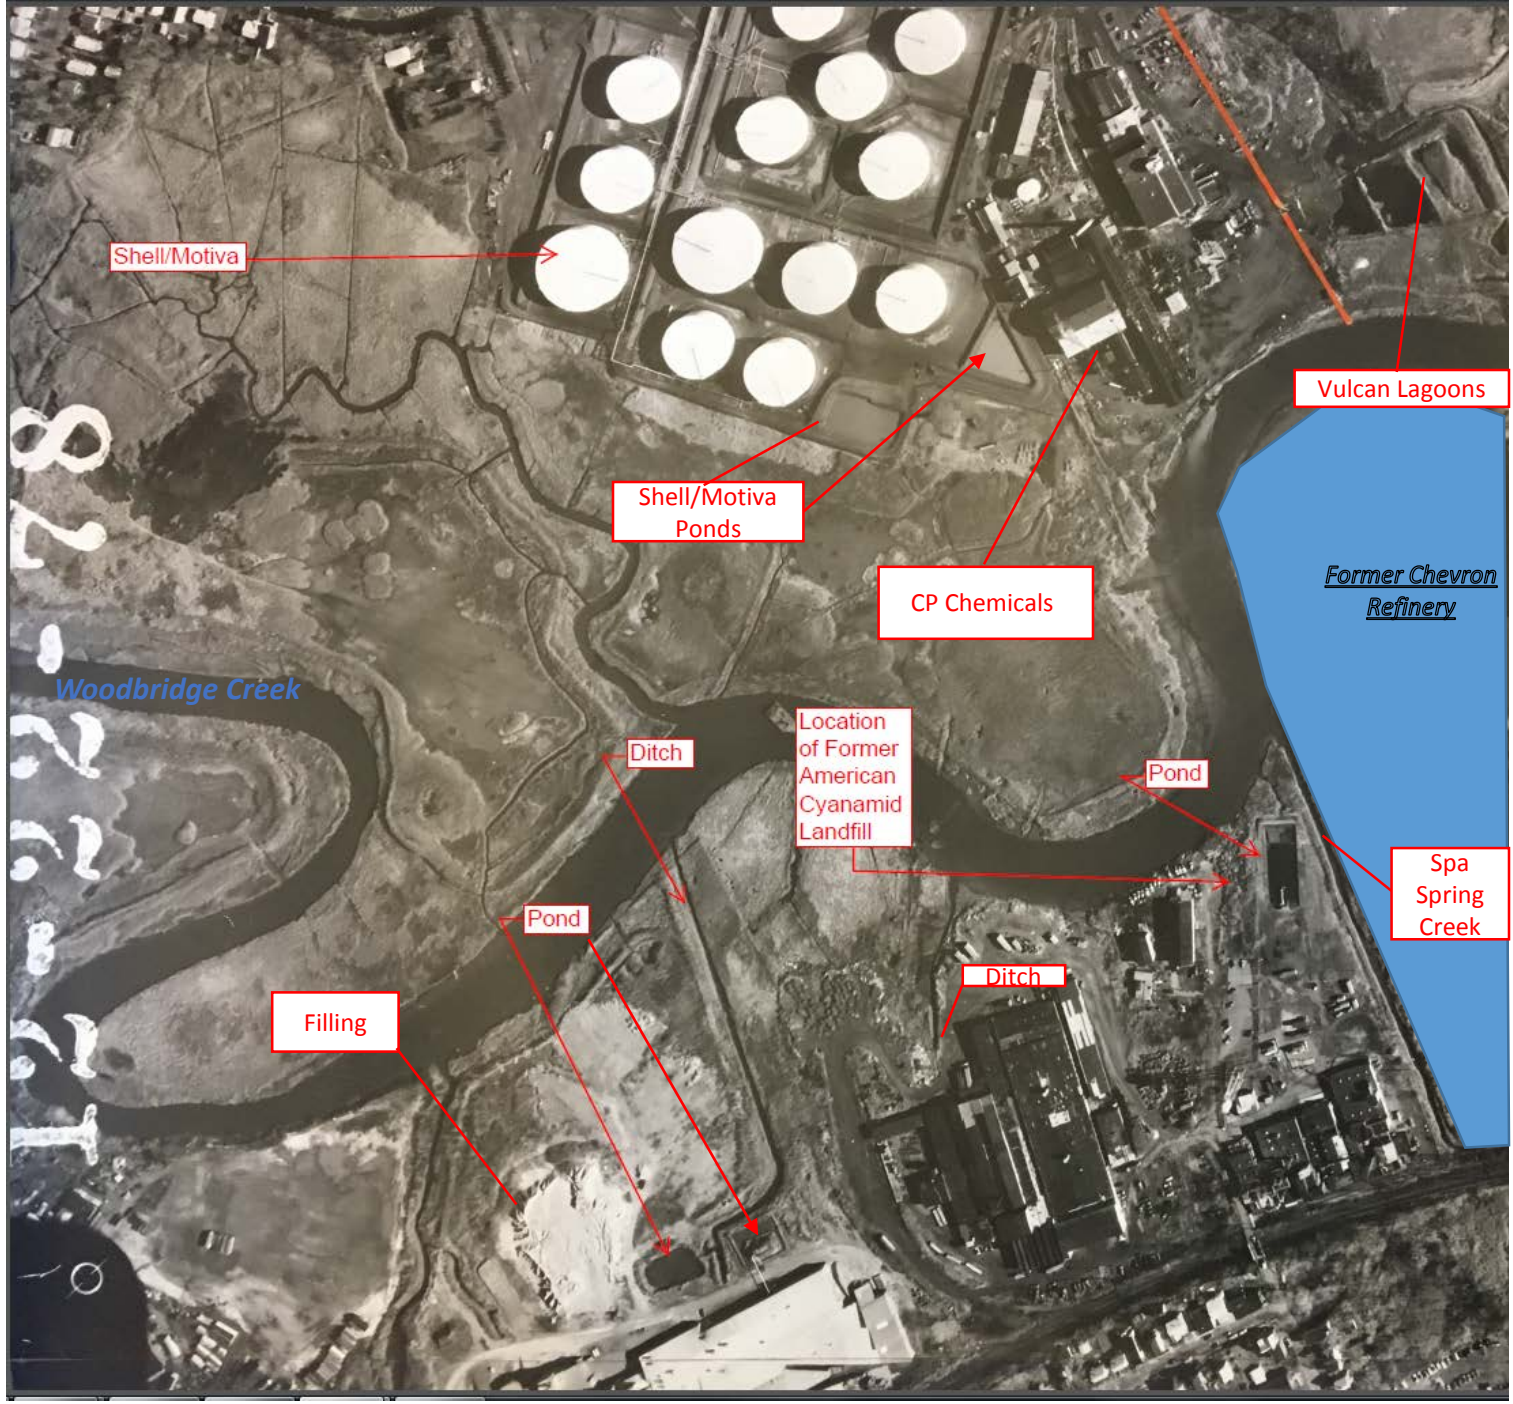 Shell/Motiva
Vulcan Lagoons
Shell/Motiva
Ponds
CP Chemicals
Former Chevron
Refinery
Woodbridge Creek
Ditch
Location
of Former
American
Cyanamid
Landfill
Pond
Spa
Spring
Creek
Pond
Ditch
Filling